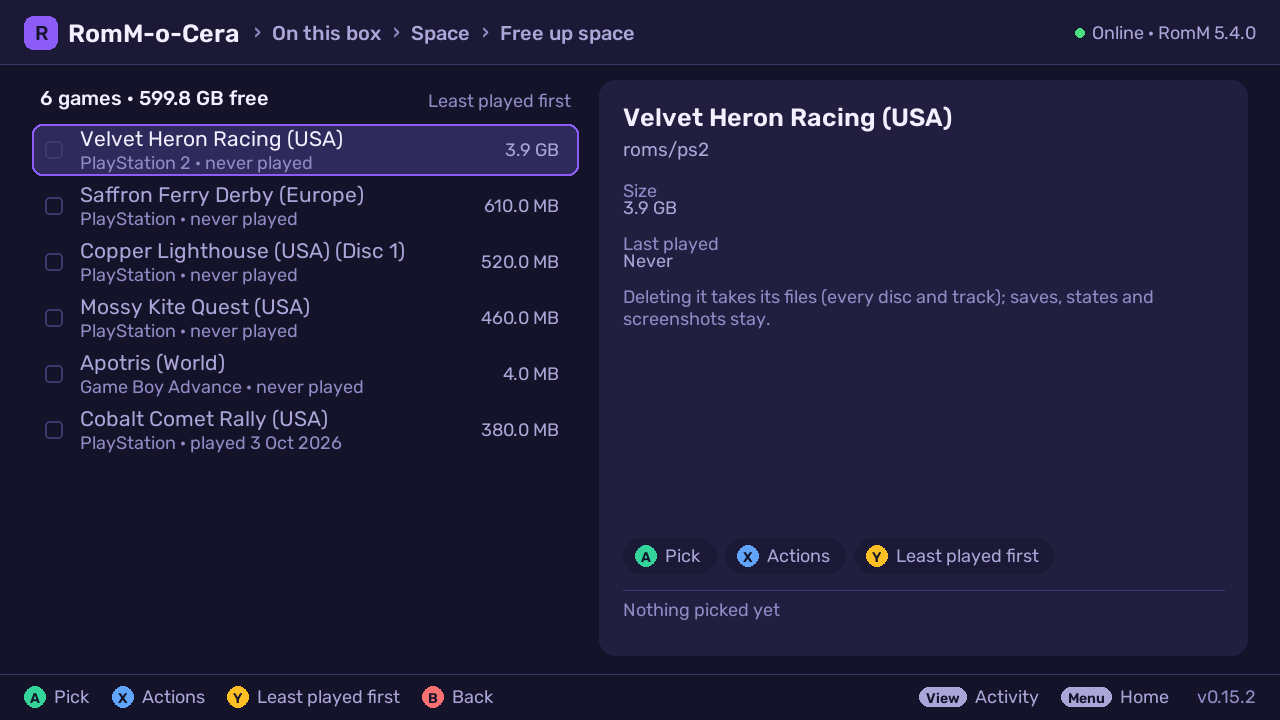 R RomM-o-Cera › On this box › Space › Free up space
Online • RomM 5.4.0
6 games • 599.8 GB free
Least played first
Velvet Heron Racing (USA)
PlayStation 2 • never played
3.9 GB
Saffron Ferry Derby (Europe)
PlayStation • never played
610.0 MB
Copper Lighthouse (USA) (Disc 1)
PlayStation • never played
520.0 MB
Mossy Kite Quest (USA)
PlayStation • never played
460.0 MB
Apotris (World)
Game Boy Advance • never played
4.0 MB
Cobalt Comet Rally (USA)
PlayStation • played 3 Oct 2026
380.0 MB
Velvet Heron Racing (USA)
roms/ps2
Size
3.9 GB
Last played
Never
Deleting it takes its files (every disc and track); saves, states and
screenshots stay.
A Pick X Actions Y Least played first
Nothing picked yet
A Pick X Actions Y Least played first B Back
View Activity Menu Home v0.15.2